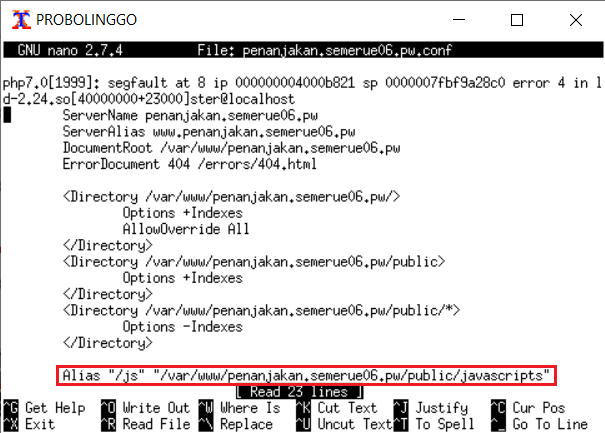 PROBOLINGGO
GNU nano 2.7.4 File: penanjakan.semerue06.pw.conf
php7.0[1999]: segfault at 8 ip 000000004000b821 sp 0000007fbf9a28c0 error 4 in l
d-2.24.so[40000000+23000]ster@localhost
ServerName penanjakan.semerue06.pw
ServerAlias www.penanjakan.semerue06.pw
DocumentRoot /var/www/penanjakan.semerue06.pw
ErrorDocument 404 /errors/404.html
<Directory /var/www/penanjakan.semerue06.pw/>
Options +Indexes
AllowOverride All
</Directory>
<Directory /var/www/penanjakan.semerue06.pw/public>
Options +Indexes
</Directory>
<Directory /var/www/penanjakan.semerue06.pw/public/*>
Options -Indexes
</Directory>
Alias "/js" "/var/www/penanjakan.semerue06.pw/public/javascripts"
[ Read 23 lines ]
^G Get Help ^O Write Out ^W Where Is ^K Cut Text ^J Justify ^C Cur Pos
^X Exit ^R Read File ^\ Replace ^U Uncut Text ^T To Spell ^_ Go To Line